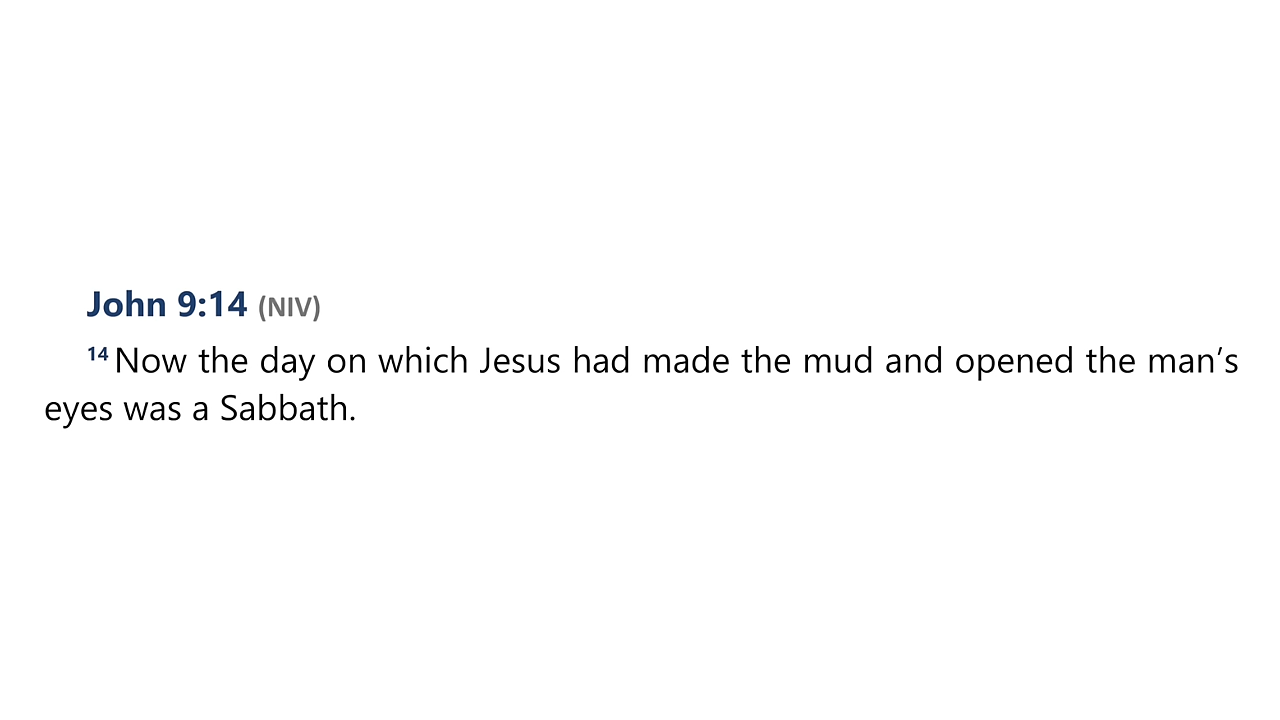 John 9:14 (NIV)
14 Now the day on which Jesus had made the mud and opened the man’s
eyes was a Sabbath.